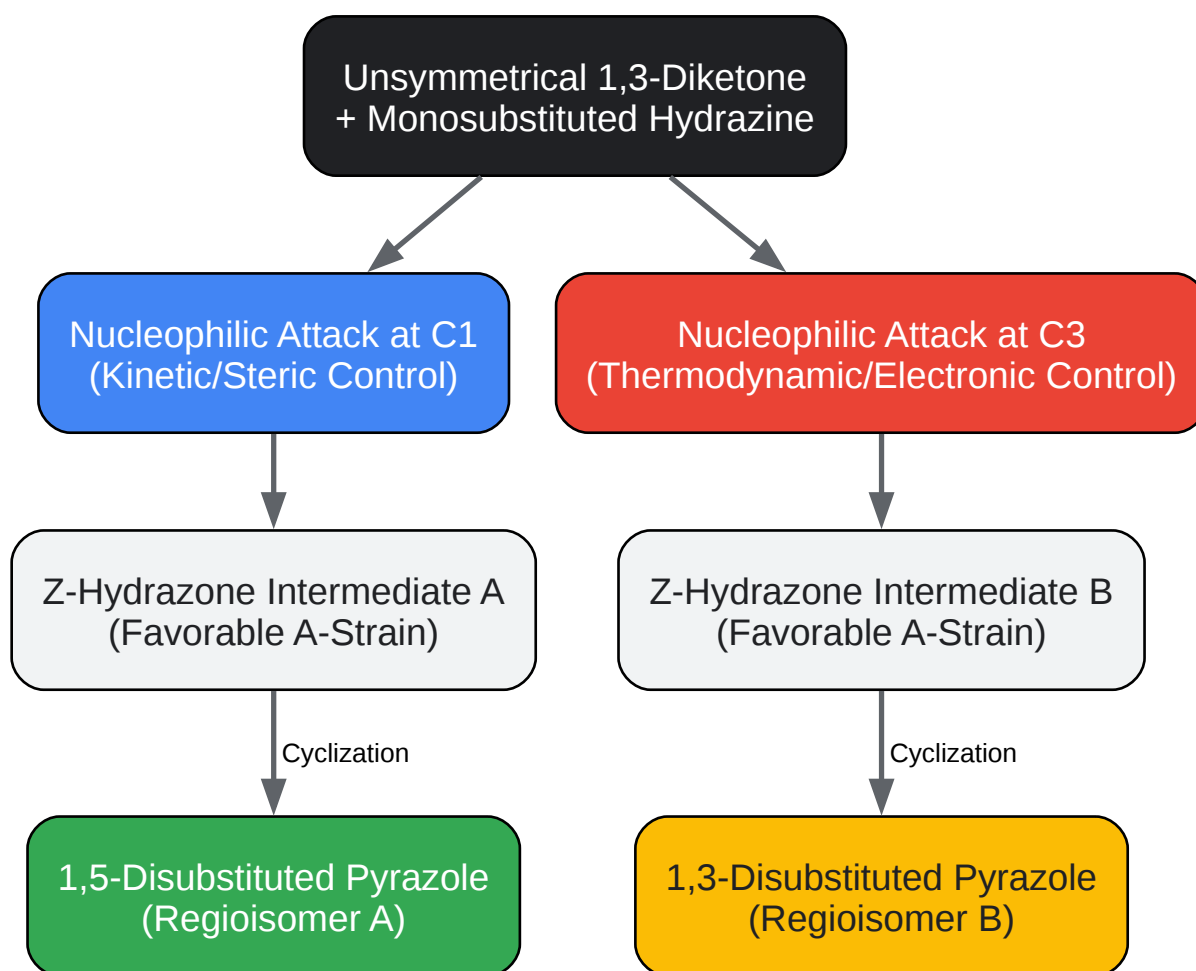 Unsymmetrical 1,3-Diketone
+ Monosubstituted Hydrazine
Nucleophilic Attack at C1
(Kinetic/Steric Control)
Nucleophilic Attack at C3
(Thermodynamic/Electronic Control)
Z-Hydrazone Intermediate A
(Favorable A-Strain)
Z-Hydrazone Intermediate B
(Favorable A-Strain)
Cyclization
Cyclization
1,5-Disubstituted Pyrazole
(Regioisomer A)
1,3-Disubstituted Pyrazole
(Regioisomer B)